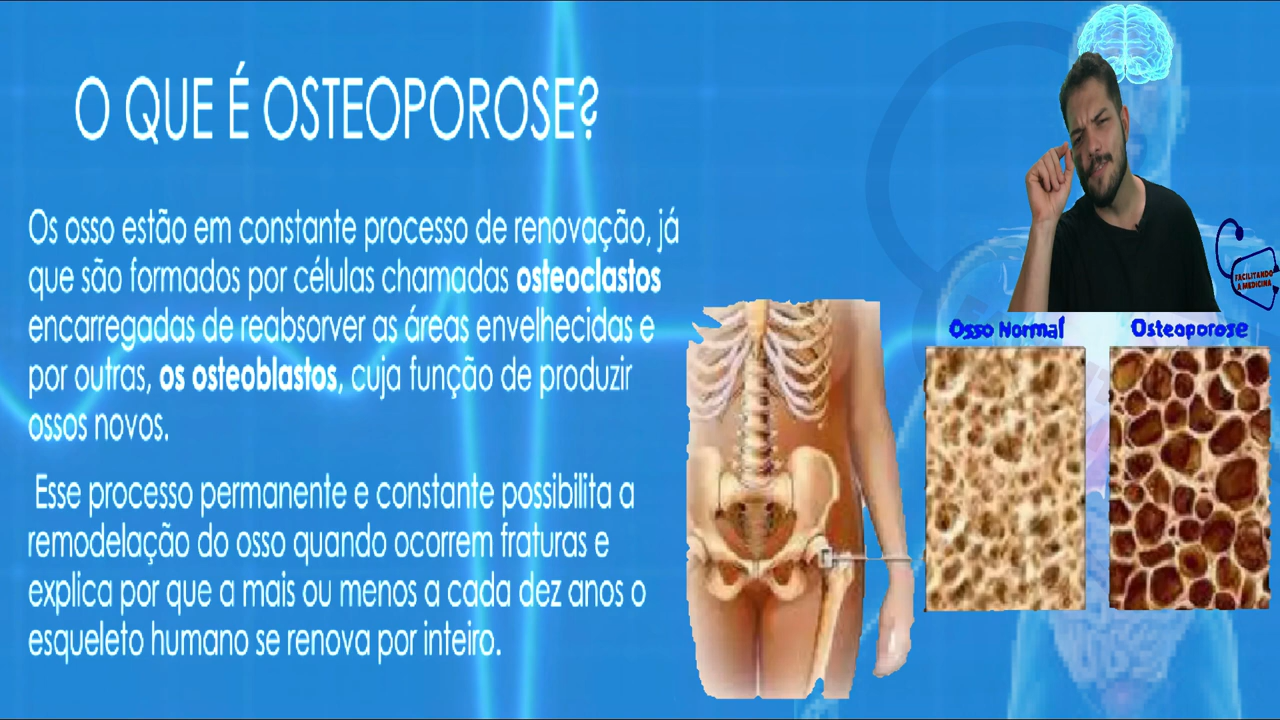 O QUE É OSTEOPOROSE?
Os osso estão em constante processo de renovação, já
que são formados por células chamadas osteoclastos
encarregadas de reabsorver as áreas envelhecidas e
por outras, os osteoblastos, cuja função de produzir
ossos novos.
Esse processo permanente e constante possibilita a
remodelação do osso quando ocorrem fraturas e
explica por que a mais ou menos a cada dez anos o
esqueleto humano se renova por inteiro.
FACILITANDO
A MEDICINA
Osso Normal
Osteoporose